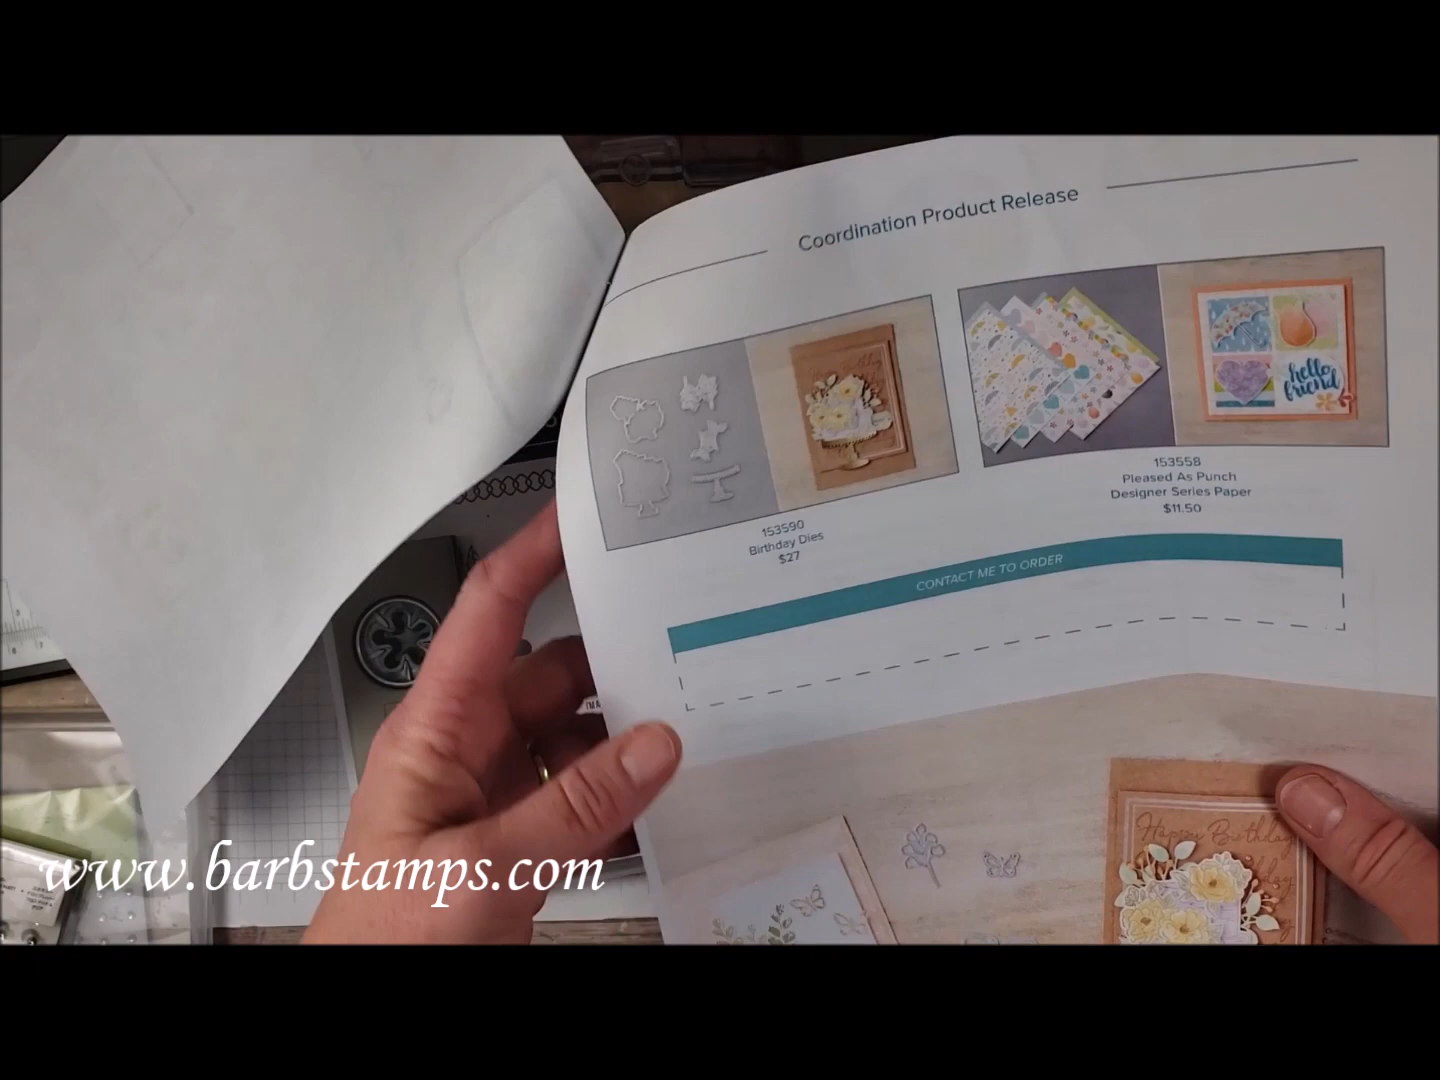 Coordination Product Release
hello
friend
153590
Birthday Dies
$27
153558
Pleased As Punch
Designer Series Paper
$11.50
CONTACT ME TO ORDER
Happy Birthday
www.barbstamps.com